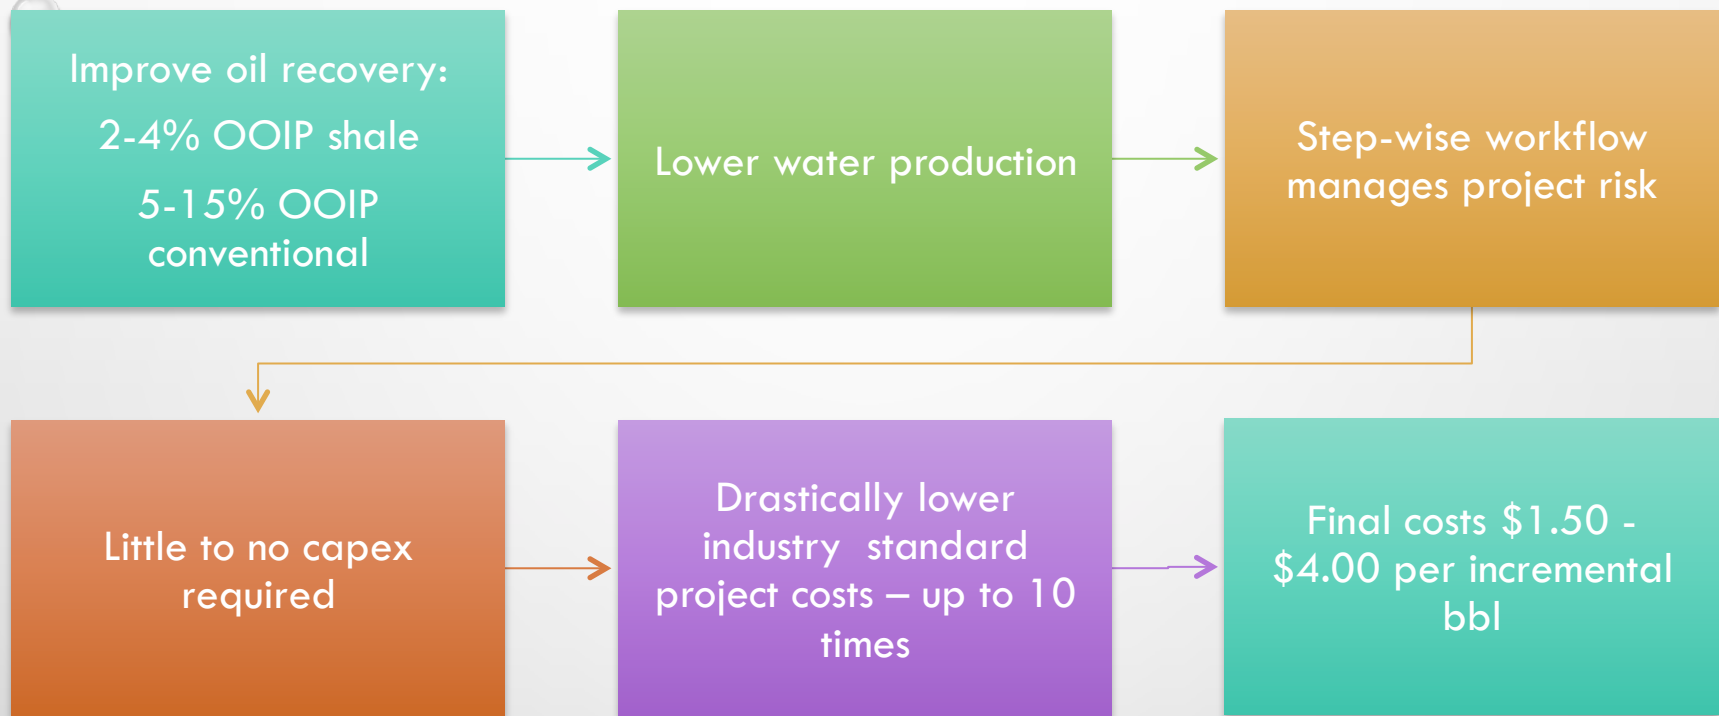 Improve oil recovery:
2-4% OOIP shale
5-15% OOIP
conventional
Lower water production
Step-wise workflow
manages project risk
Little to no capex
required
Drastically lower
industry  standard
project costs – up to 10
times
Final costs $1.50 -
$4.00 per incremental
bbl